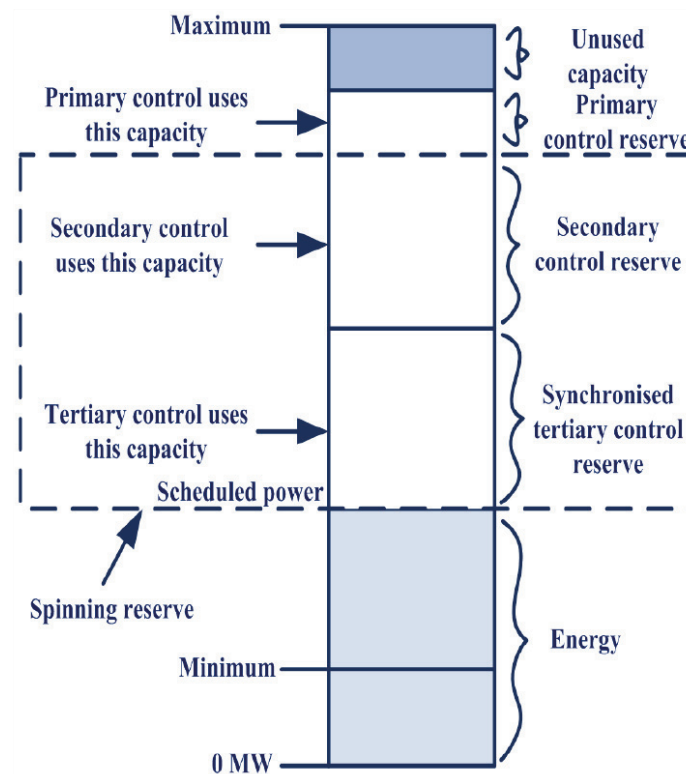 Maximum
Unused
capacity
Primary control uses
this capacity
Primary
control reserve
Secondary control
uses this capacity
Secondary
control reserve
Tertiary control uses
this capacity
Synchronised
tertiary control
reserve
Scheduled power
Spinning reserve
Energy
Minimum
0 MW